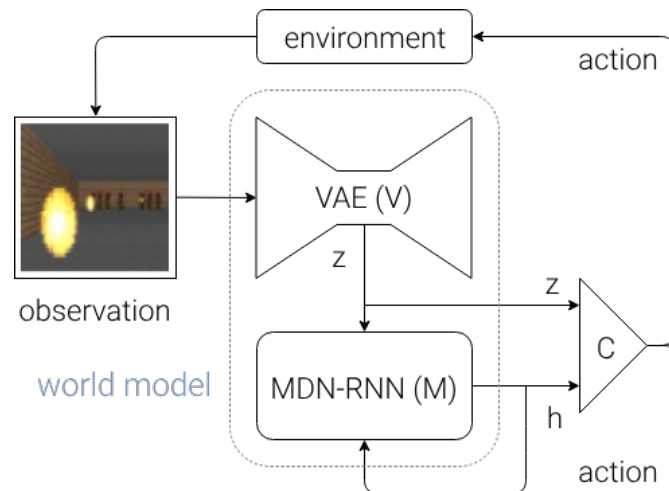 environment
action
VAE (V)
z
z
observation
C
world model
MDN-RNN (M)
h
action